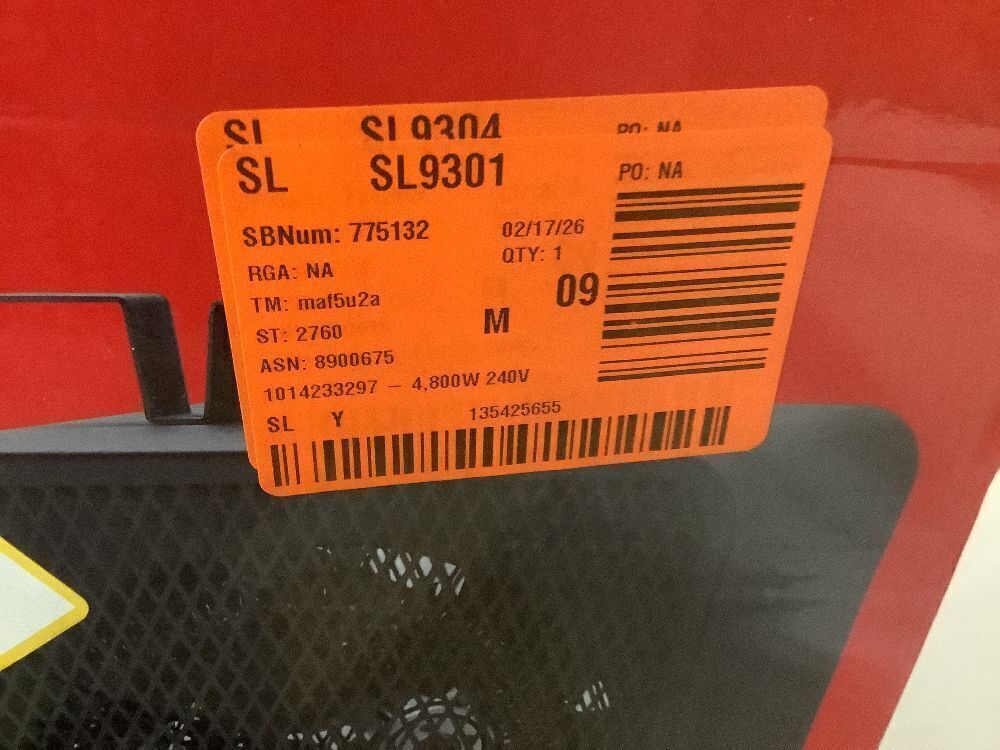 SL SL9304 PO: NA
SL SL9301 PO: NA
SBNum: 775132 02/17/26
RGA: NA QTY: 1
TM: maf5u2a M 09
ST: 2760
ASN: 8900675
1014233297 – 4,800W 240V
SL Y 135425655